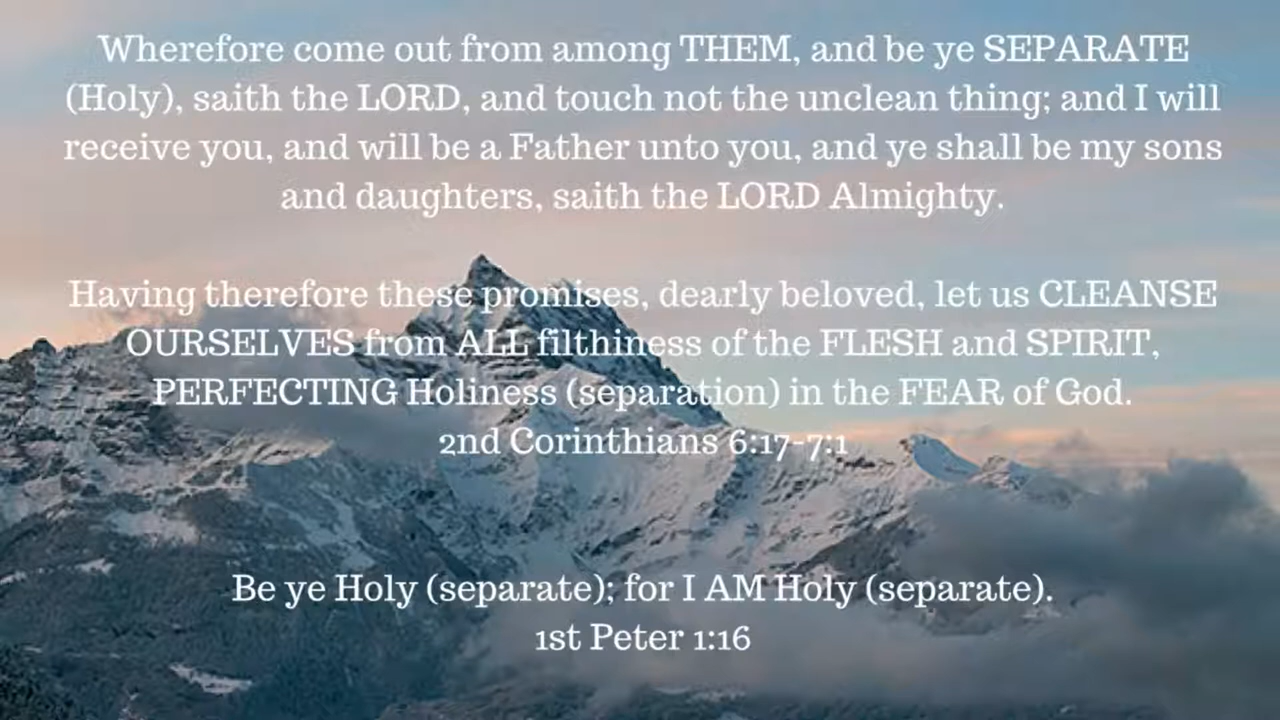 Wherefore come out from among THEM, and be ye SEPARATE
(Holy), saith the LORD, and touch not the unclean thing; and I will
receive you, and will be a Father unto you, and ye shall be my sons
and daughters, saith the LORD Almighty.
Having therefore these promises, dearly beloved, let us CLEANSE
OURSELVES from ALL filthiness of the FLESH and SPIRIT,
PERFECTING Holiness (separation) in the FEAR of God.
2nd Corinthians 6:17-7:1
Be ye Holy (separate); for I AM Holy (separate).
1st Peter 1:16